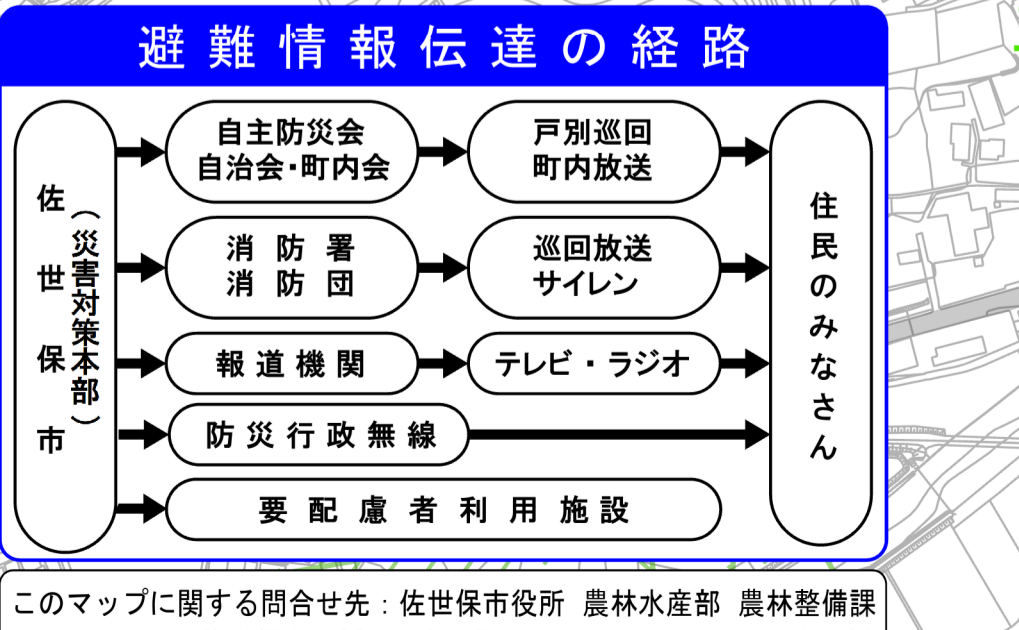 避難情報伝達の経路
佐世保市
（災害対策本部）
自主防災会
自治会・町内会
戸別巡回
町内放送
消防署
消防団
巡回放送
サイレン
報道機関
テレビ・ラジオ
防災行政無線
要配慮者利用施設
住民のみなさん
このマップに関する問合せ先：佐世保市役所 農林水産部 農林整備課